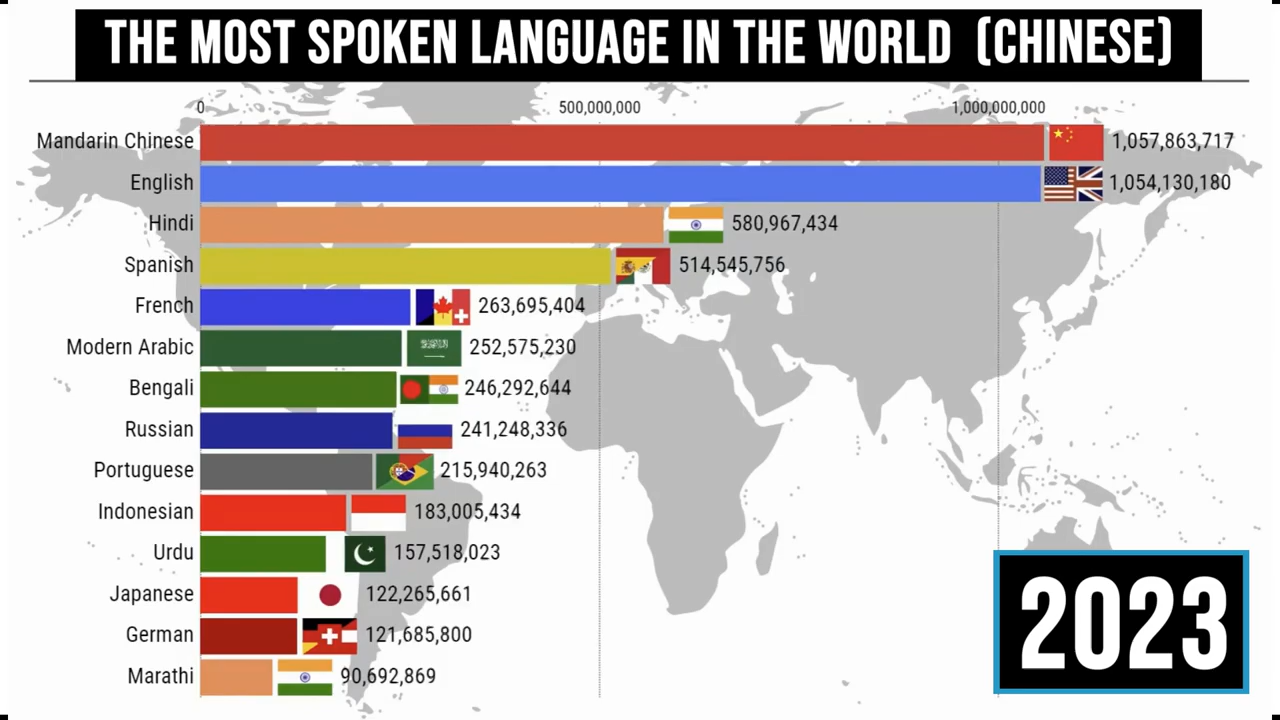 THE MOST SPOKEN LANGUAGE IN THE WORLD (CHINESE)
0 500,000,000 1,000,000,000
Mandarin Chinese 1,057,863,717
English 1,054,130,180
Hindi 580,967,434
Spanish 514,545,756
French 263,695,404
Modern Arabic 252,575,230
Bengali 246,292,644
Russian 241,248,336
Portuguese 215,940,263
Indonesian 183,005,434
Urdu 157,518,023
Japanese 122,265,661
German 121,685,800
Marathi 90,692,869
2023